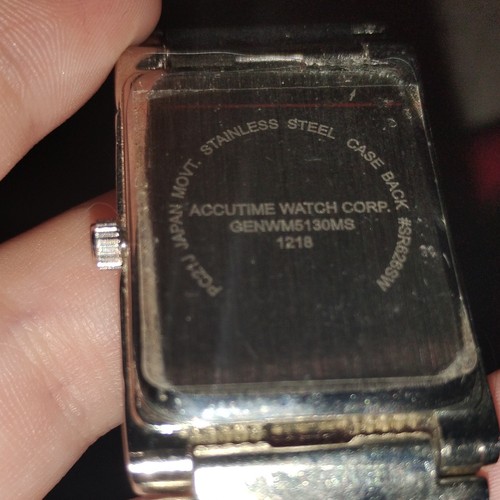 PC21J JAPAN MOVT. STAINLESS STEEL CASE BACK #SR626SW
ACCUTIME WATCH CORP.
GENWM5130MS
1218